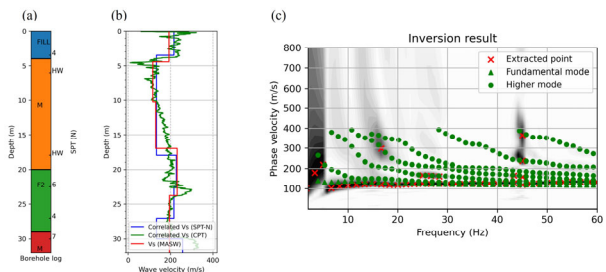 (a)
0
5
10
15
20
25
30
Depth (m)
FILL
M
F2
M
4
HW
HW
6
4
7
SPT (N)
Borehole log
(b)
0
5
10
15
20
25
30
Depth (m)
Correlated Vs (SPT-N)
Correlated Vs (CPT)
Vs (MASW)
0 200 400
Wave velocity (m/s)
(c)
Inversion result
800
700
600
500
400
300
200
100
Phase velocity (m/s)
Extracted point
Fundamental mode
Higher mode
10 20 30 40 50 60
Frequency (Hz)